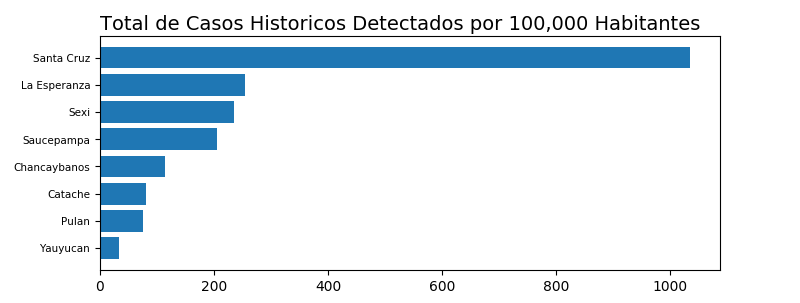 Total de Casos Historicos Detectados por 100,000 Habitantes
Santa Cruz
La Esperanza
Sexi
Saucepampa
Chancaybanos
Catache
Pulan
Yauyucan
0 200 400 600 800 1000